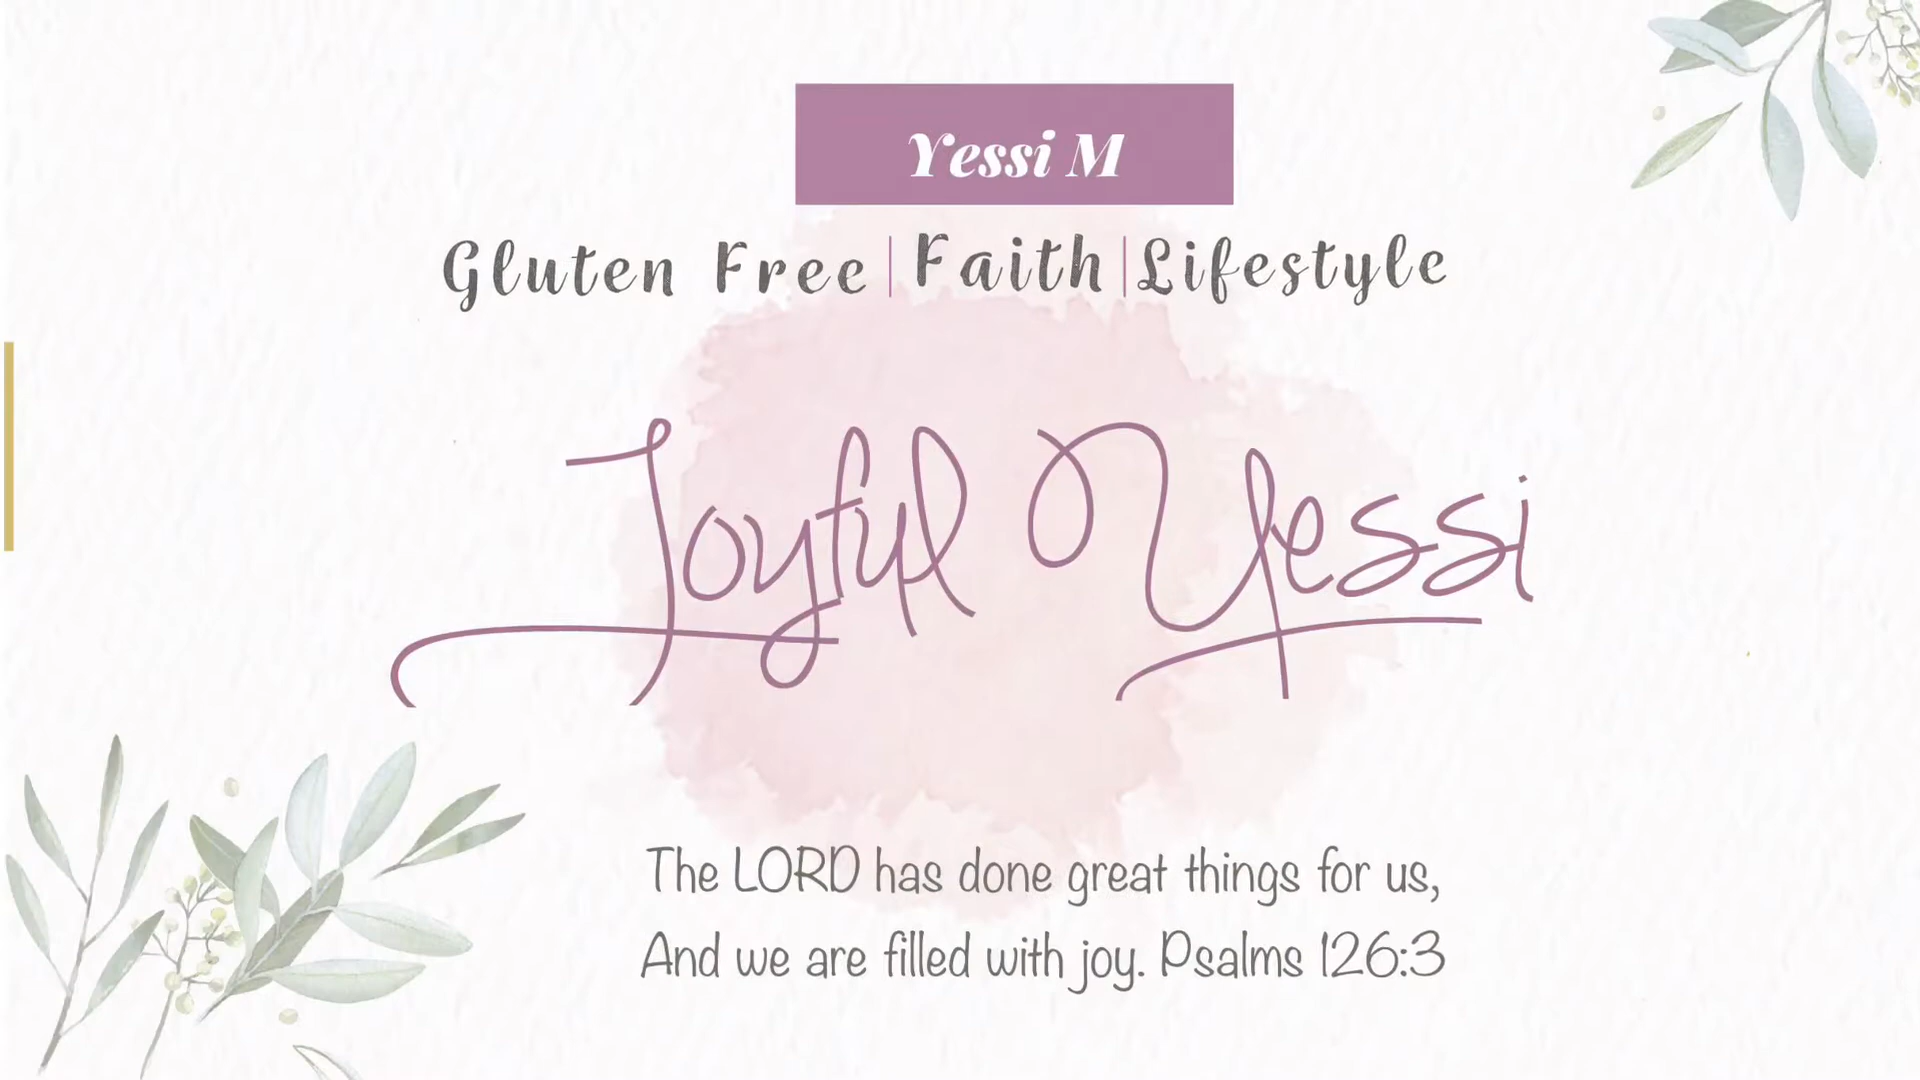 Yessi M
Gluten Free | Faith | Lifestyle
Joyful Yessi
The LORD has done great things for us,
And we are filled with joy. Psalms 126:3